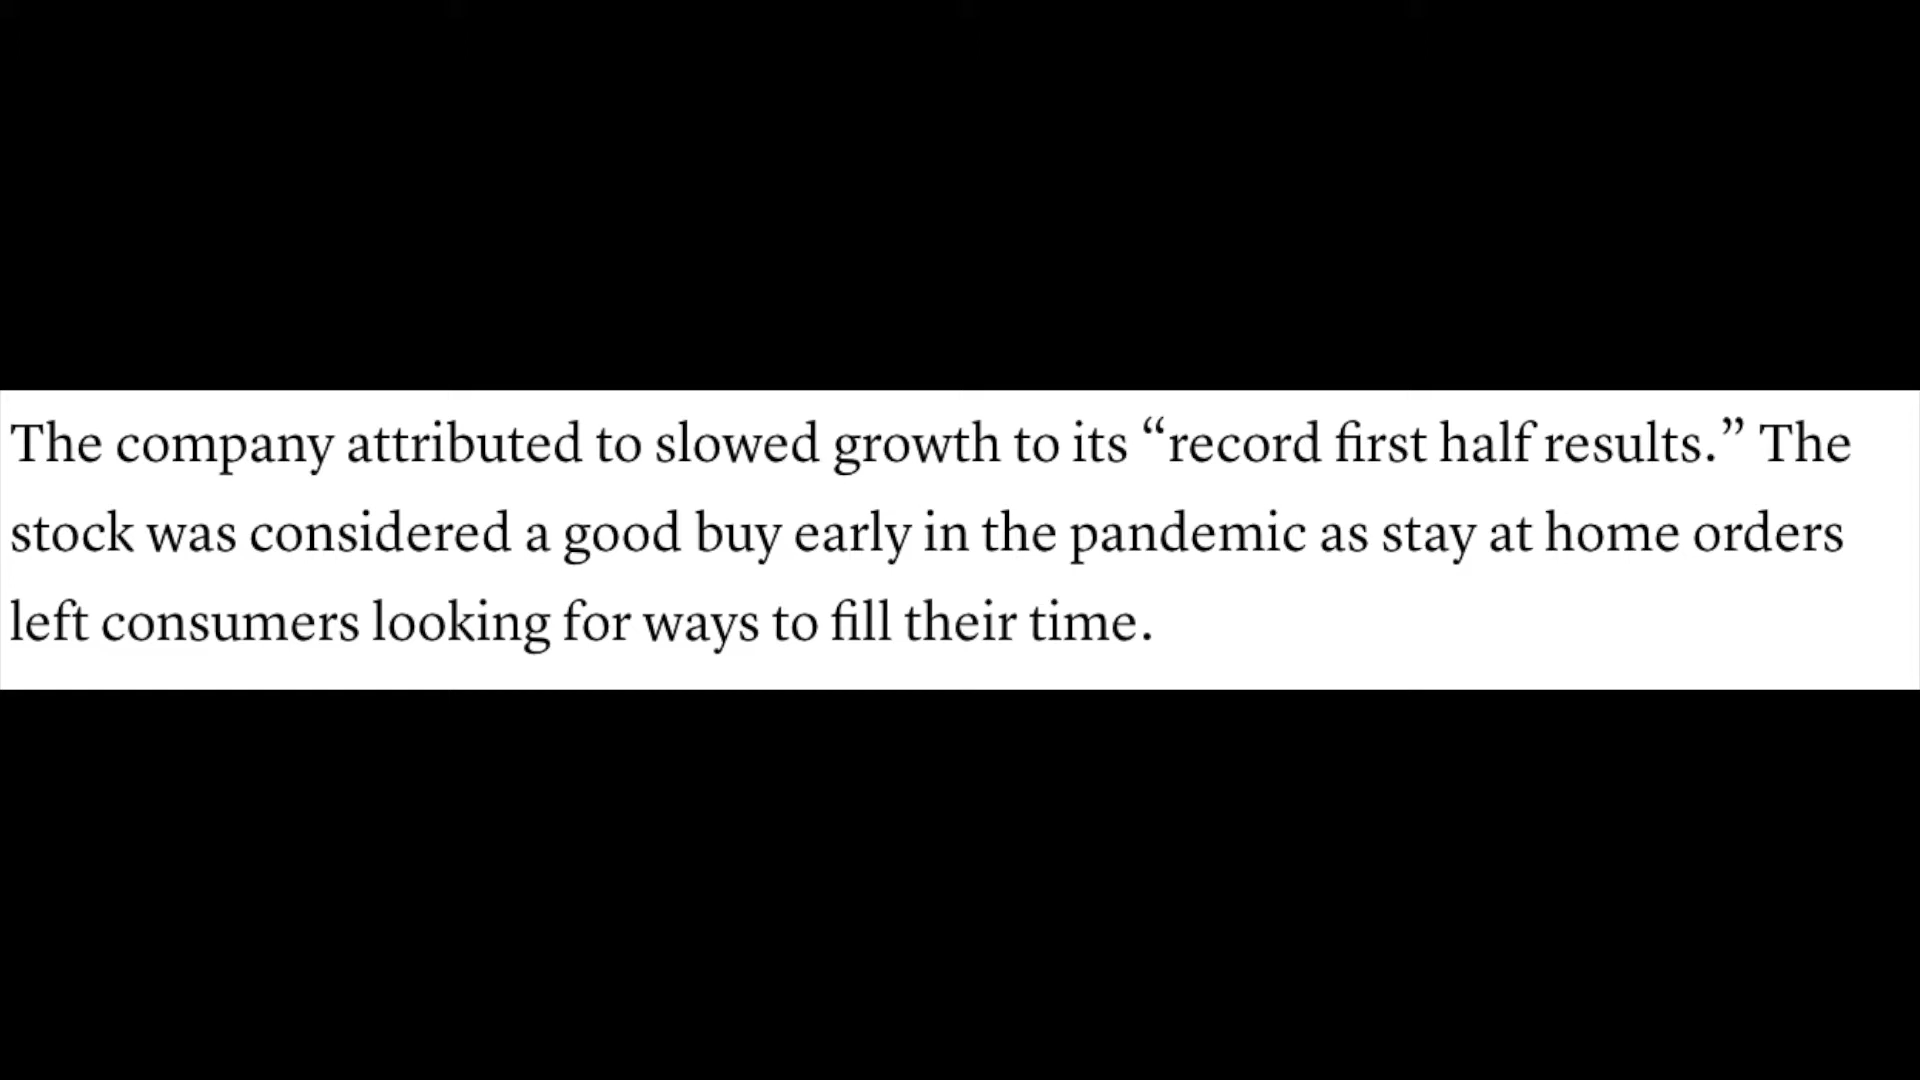 The company attributed to slowed growth to its “record first half results.” The
stock was considered a good buy early in the pandemic as stay at home orders
left consumers looking for ways to fill their time.